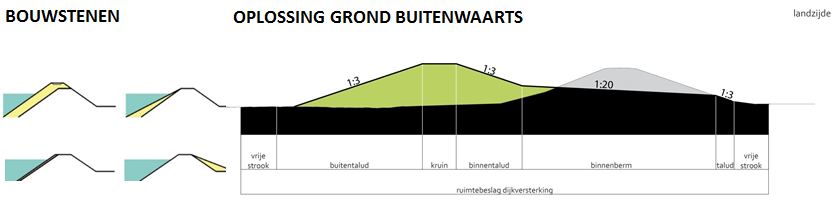 BOUWSTENEN
OPLOSSING GROND BUITENWAARTS
landzijde
1:3
1:3
1:20
1:3
vrije
strook
buitentalud
kruin
binnentalud
binnenberm
talud
vrije
strook
ruimtebeslag dijkversterking